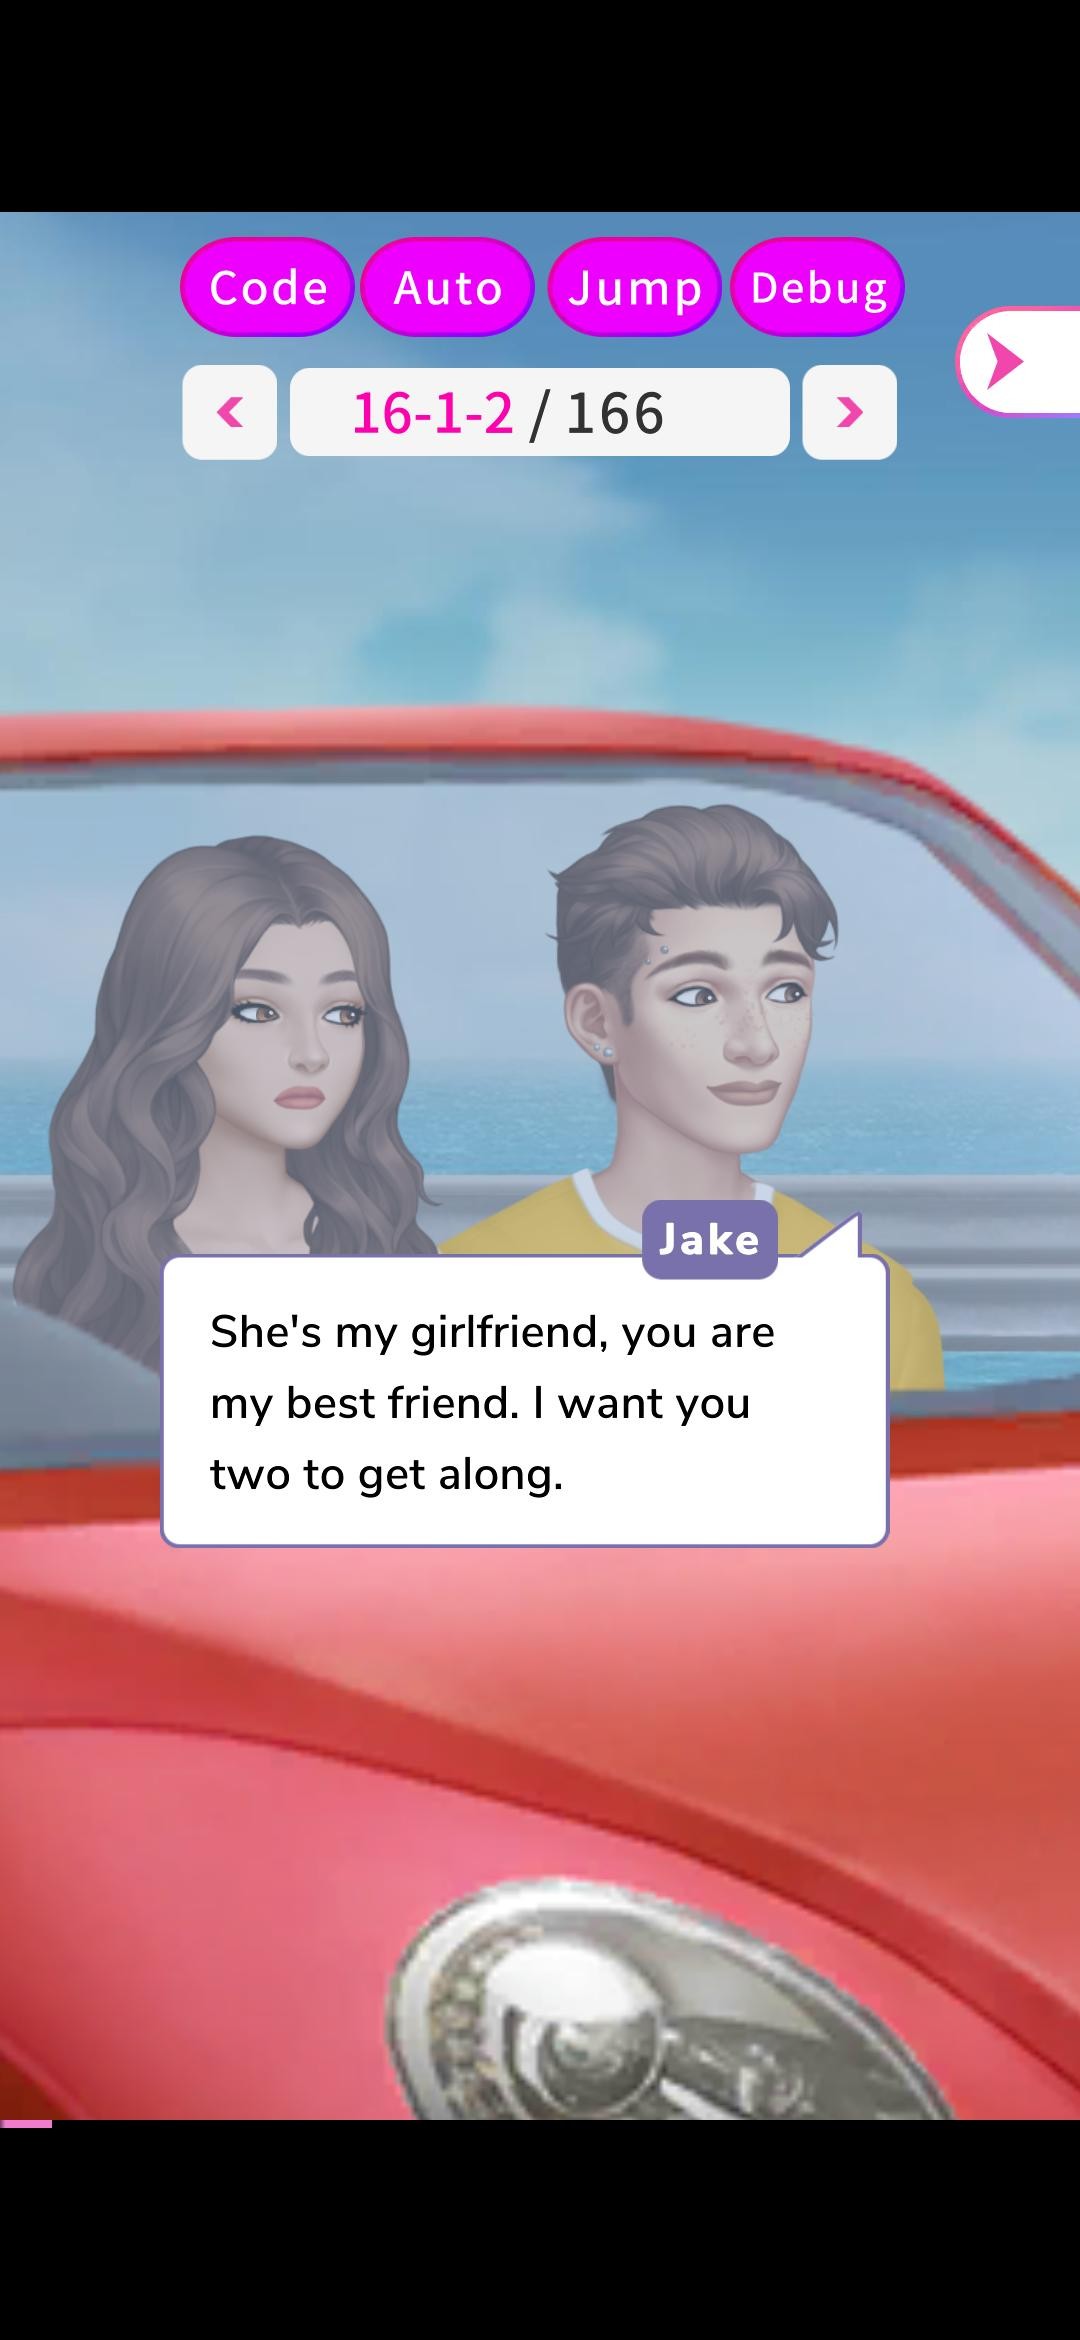 Code Auto Jump Debug
16-1-2 / 166
Jake
She's my girlfriend, you are
my best friend. I want you
two to get along.